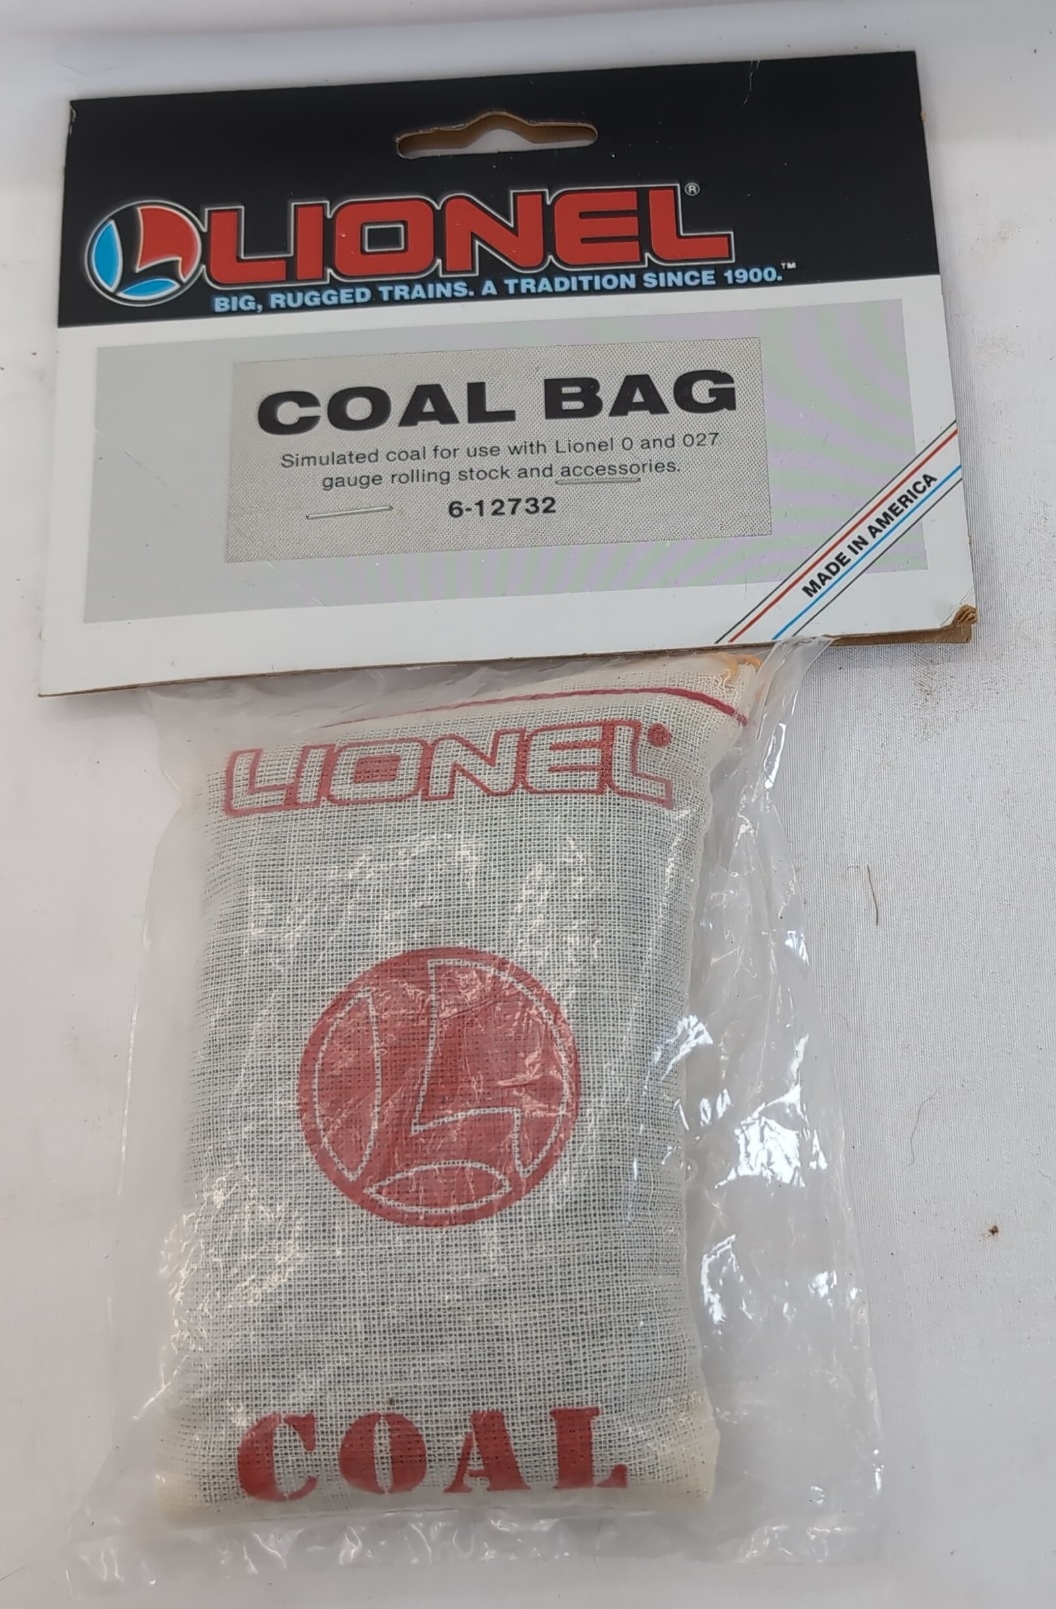 LIONEL®
BIG, RUGGED TRAINS. A TRADITION SINCE 1900.™
COAL BAG
Simulated coal for use with Lionel 0 and 027
gauge rolling stock and accessories.
6-12732
MADE IN AMERICA
LIONEL
L
COAL